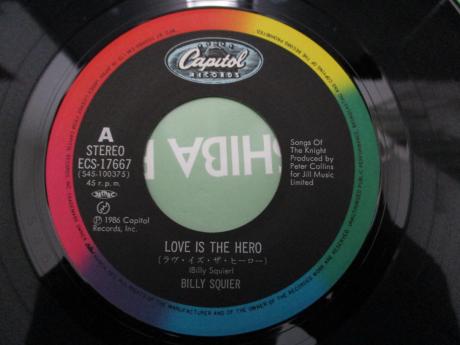 Capitol
RECORDS
A
STEREO
ECS-17667
(S45-100375)
45 r.p.m.
Ⓟ 1986 Capitol
Records, Inc.
Songs Of
The Knight
Produced by
Peter Collins
for Jill Music
Limited
SHIBA
LOVE IS THE HERO
(ラヴ・イズ・ザ・ヒーロー)
(Billy Squier)
BILLY SQUIER